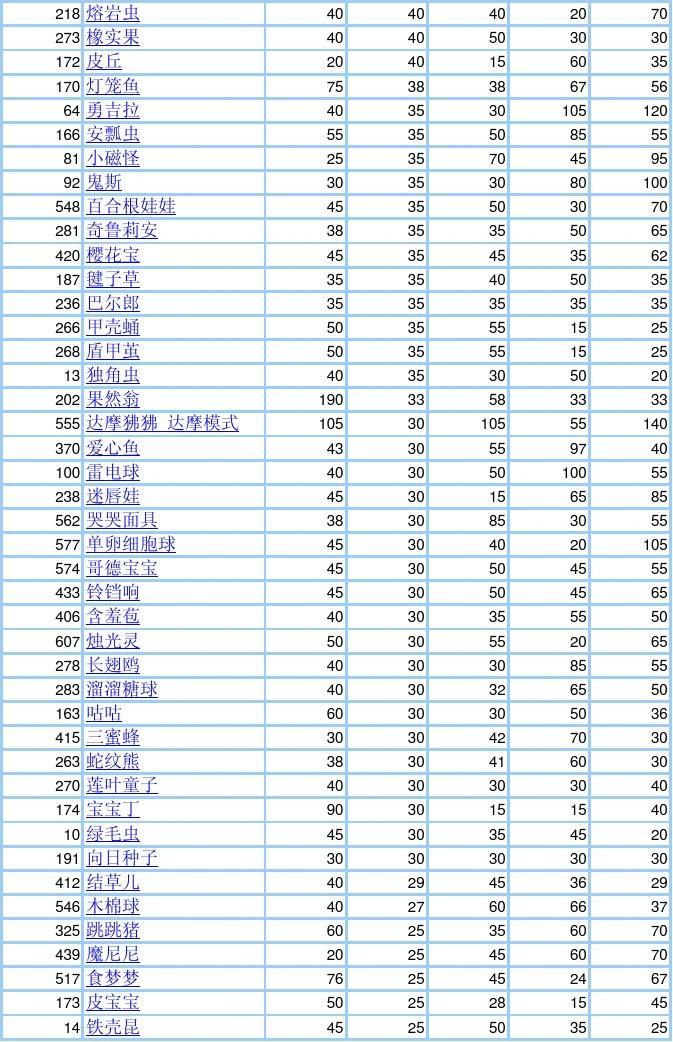 218 熔岩虫 40 40 40 20 70
273 橡实果 40 40 50 30 30
172 皮丘 20 40 15 60 35
170 灯笼鱼 75 38 38 67 56
64 勇吉拉 40 35 30 105 120
166 安瓢虫 55 35 50 85 55
81 小磁怪 25 35 70 45 95
92 鬼斯 30 35 30 80 100
548 百合根娃娃 45 35 50 30 70
281 奇鲁莉安 38 35 35 50 65
420 樱花宝 45 35 45 35 62
187 毽子草 35 35 40 50 35
236 巴尔郎 35 35 35 35 35
266 甲壳蛹 50 35 55 15 25
268 盾甲茧 50 35 55 15 25
13 独角虫 40 35 30 50 20
202 果然翁 190 33 58 33 33
555 达摩狒狒 达摩模式 105 30 105 55 140
370 爱心鱼 43 30 55 97 40
100 雷电球 40 30 50 100 55
238 迷唇娃 45 30 15 65 85
562 哭哭面具 38 30 85 30 55
577 单卵细胞球 45 30 40 20 105
574 哥德宝宝 45 30 50 45 55
433 铃铛响 45 30 50 45 65
406 含羞苞 40 30 35 55 50
607 烛光灵 50 30 55 20 65
278 长翅鸥 40 30 30 85 55
283 溜溜糖球 40 30 32 65 50
163 咕咕 60 30 30 50 36
415 三蜜蜂 30 30 42 70 30
263 蛇纹熊 38 30 41 60 30
270 莲叶童子 40 30 30 30 40
174 宝宝丁 90 30 15 15 40
10 绿毛虫 45 30 35 45 20
191 向日种子 30 30 30 30 30
412 结草儿 40 29 45 36 29
546 木棉球 40 27 60 66 37
325 跳跳猪 60 25 35 60 70
439 魔尼尼 20 25 45 60 70
517 食梦梦 76 25 45 24 67
173 皮宝宝 50 25 28 15 45
14 铁壳昆 45 25 50 35 25